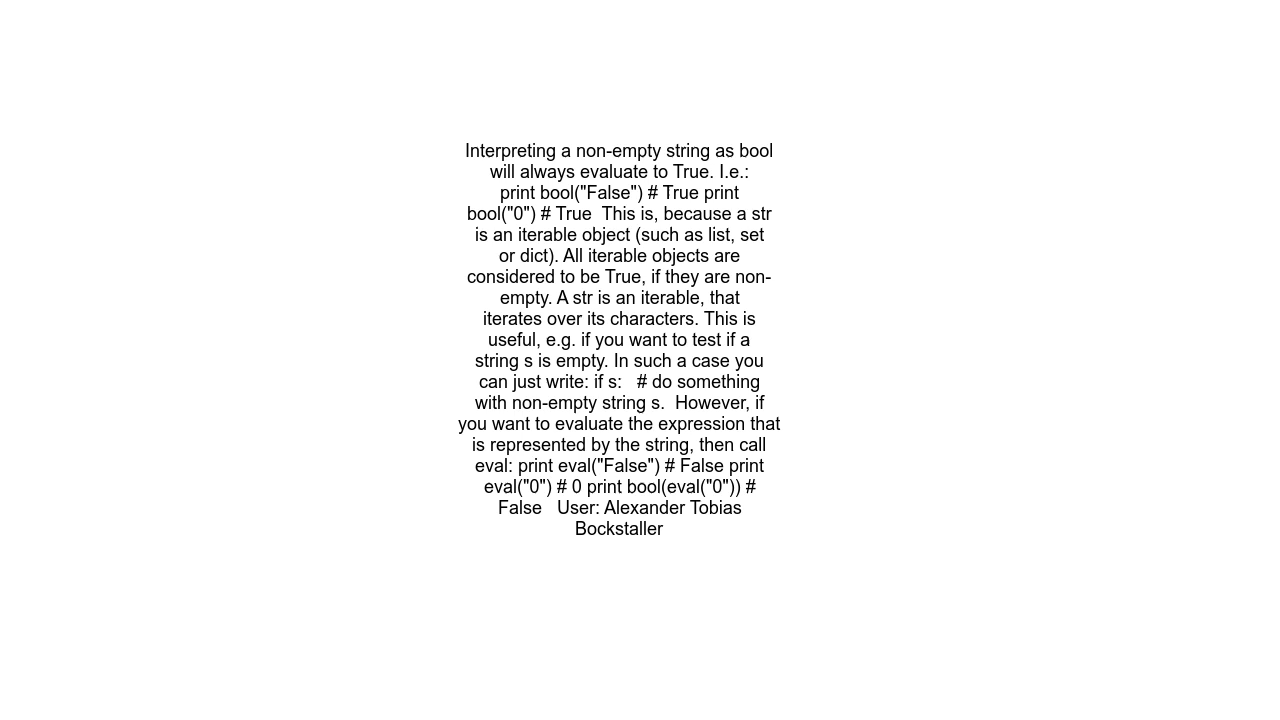 Interpreting a non-empty string as bool
will always evaluate to True. I.e.:
print bool("False") # True print
bool("0") # True  This is, because a str
is an iterable object (such as list, set
or dict). All iterable objects are
considered to be True, if they are non-
empty. A str is an iterable, that
iterates over its characters. This is
useful, e.g. if you want to test if a
string s is empty. In such a case you
can just write: if s:   # do something
with non-empty string s.  However, if
you want to evaluate the expression that
is represented by the string, then call
eval: print eval("False") # False print
eval("0") # 0 print bool(eval("0")) #
False   User: Alexander Tobias
Bockstaller